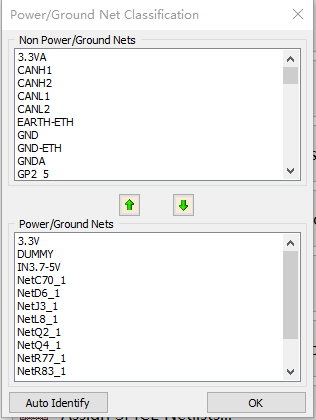 Power/Ground Net Classification
Non Power/Ground Nets
3.3VA
CANH1
CANH2
CANL1
CANL2
EARTH-ETH
GND
GND-ETH
GNDA
GP2_5
Power/Ground Nets
3.3V
DUMMY
IN3.7-5V
NetC70_1
NetD6_1
NetJ3_1
NetL8_1
NetQ2_1
NetQ4_1
NetR77_1
NetR83_1
Auto Identify
OK